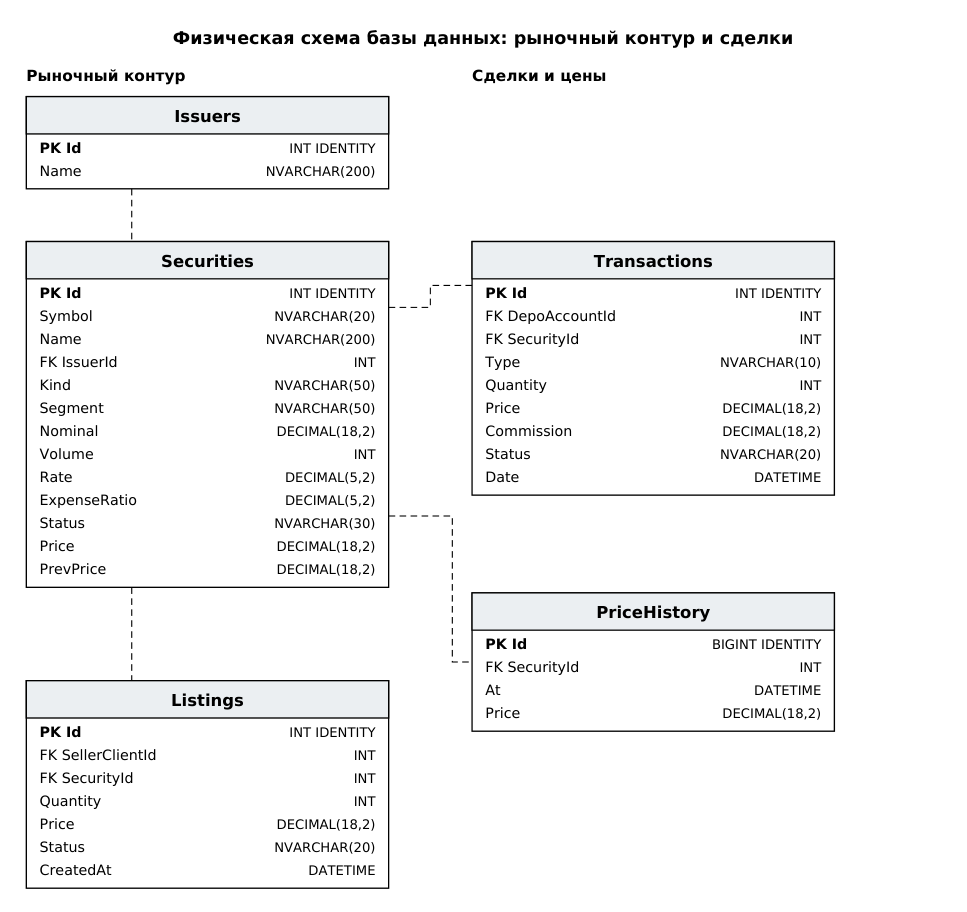 Физическая схема базы данных: рыночный контур и сделки
Рыночный контур
Issuers
PK Id INT IDENTITY
Name NVARCHAR(200)
Securities
PK Id INT IDENTITY
Symbol NVARCHAR(20)
Name NVARCHAR(200)
FK IssuerId INT
Kind NVARCHAR(50)
Segment NVARCHAR(50)
Nominal DECIMAL(18,2)
Volume INT
Rate DECIMAL(5,2)
ExpenseRatio DECIMAL(5,2)
Status NVARCHAR(30)
Price DECIMAL(18,2)
PrevPrice DECIMAL(18,2)
Listings
PK Id INT IDENTITY
FK SellerClientId INT
FK SecurityId INT
Quantity INT
Price DECIMAL(18,2)
Status NVARCHAR(20)
CreatedAt DATETIME
Сделки и цены
Transactions
PK Id INT IDENTITY
FK DepoAccountId INT
FK SecurityId INT
Type NVARCHAR(10)
Quantity INT
Price DECIMAL(18,2)
Commission DECIMAL(18,2)
Status NVARCHAR(20)
Date DATETIME
PriceHistory
PK Id BIGINT IDENTITY
FK SecurityId INT
At DATETIME
Price DECIMAL(18,2)